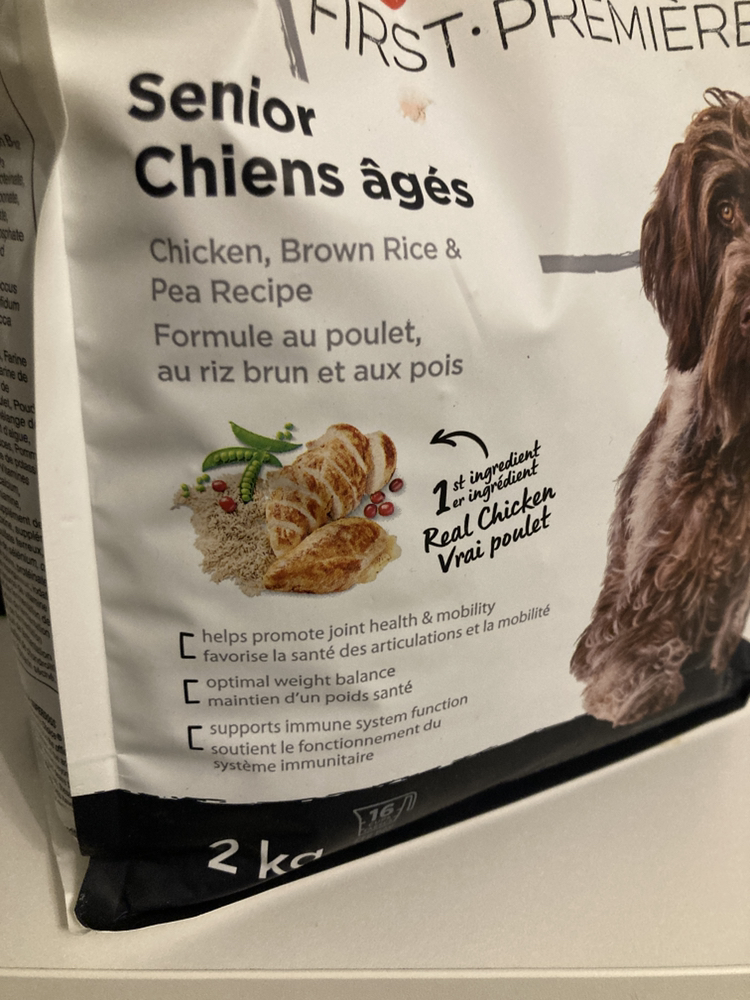 FIRST·PREMIÈRE
Senior
Chiens âgés
Chicken, Brown Rice &
Pea Recipe
Formule au poulet,
au riz brun et aux pois
1st ingredient
er ingrédient
Real Chicken
Vrai poulet
helps promote joint health & mobility
favorise la santé des articulations et la mobilité
optimal weight balance
maintien d'un poids santé
supports immune system function
soutient le fonctionnement du
système immunitaire
16
2 kg